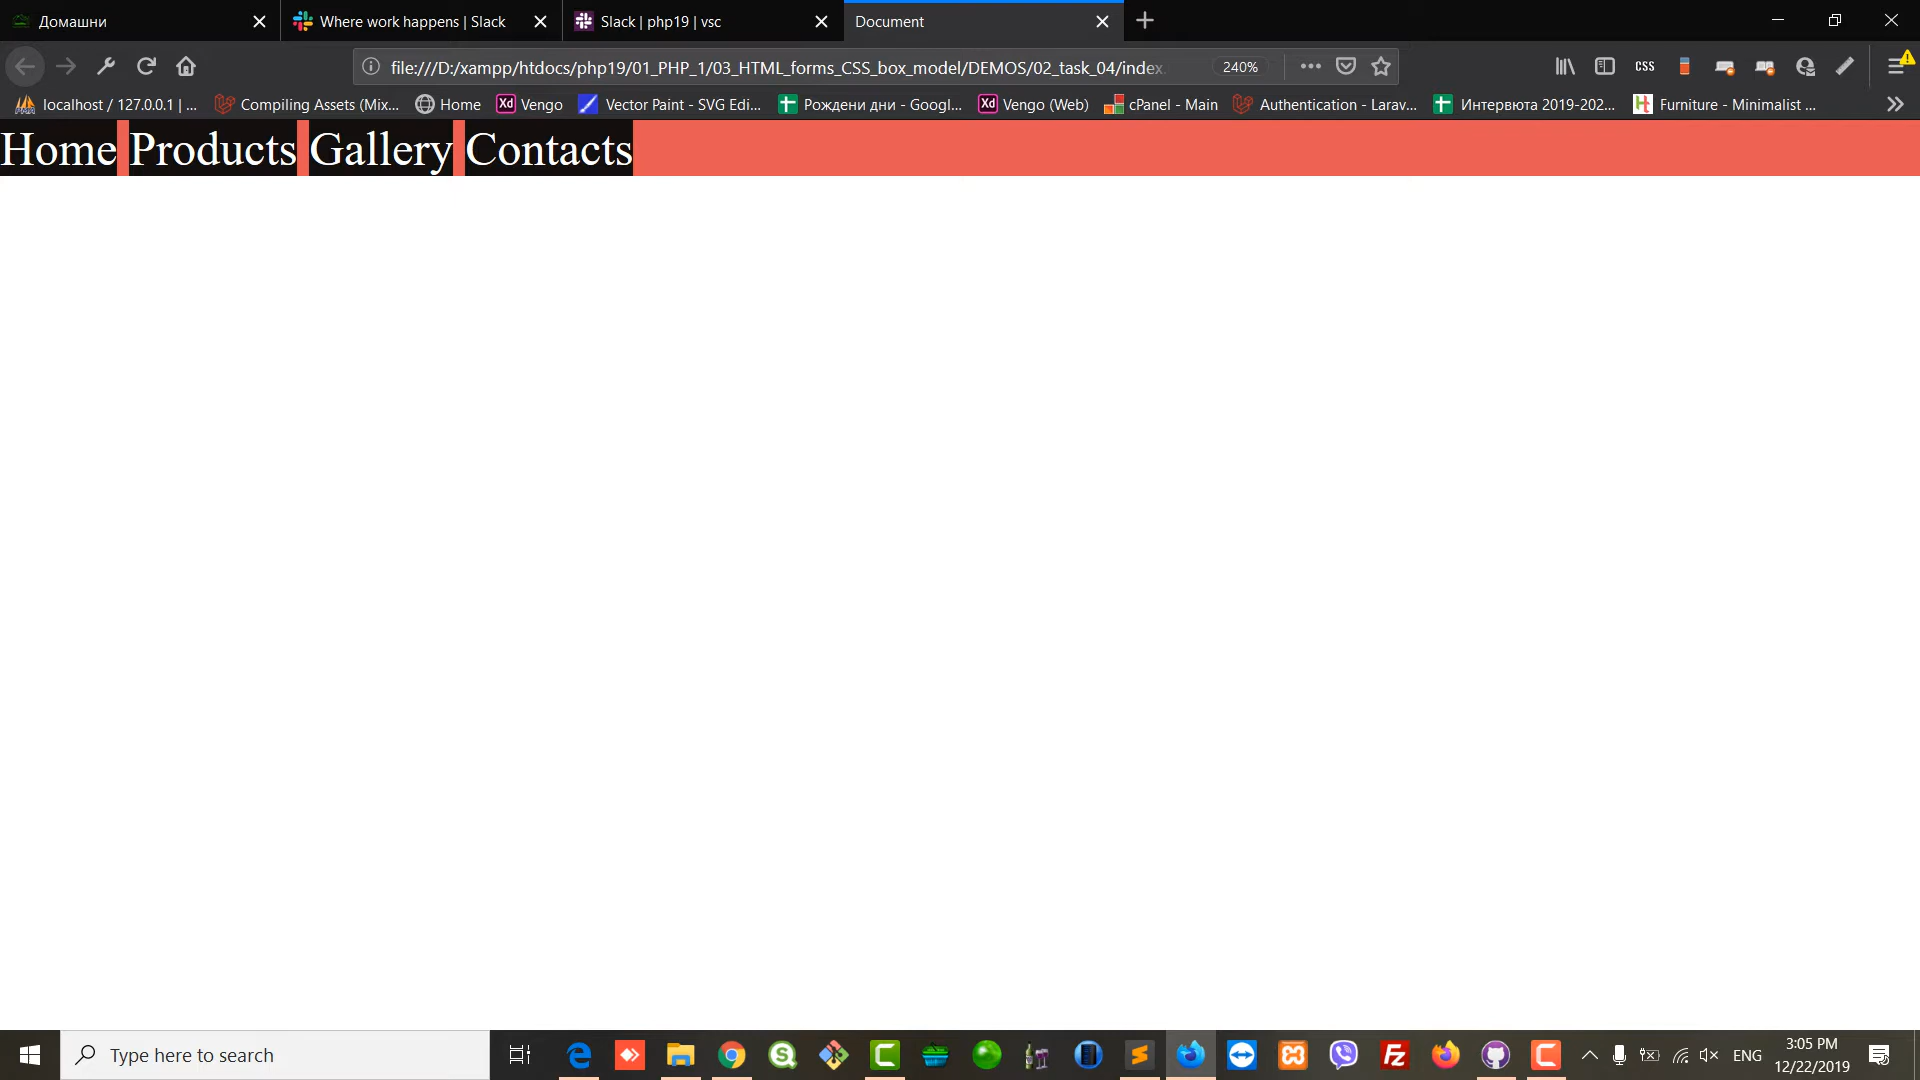 Домашни
Where work happens | Slack
Slack | php19 | vsc
Document
file:///D:/xampp/htdocs/php19/01_PHP_1/03_HTML_forms_CSS_box_model/DEMOS/02_task_04/index.
240%
CSS
localhost / 127.0.0.1 | ...
Compiling Assets (Mix...
Home
Xd Vengo
Vector Paint - SVG Edi...
Рождени дни - Googl...
Xd Vengo (Web)
cPanel - Main
Authentication - Larav...
Интервюта 2019-202...
Furniture - Minimalist ...
Home Products Gallery Contacts
Type here to search
ENG
3:05 PM
12/22/2019